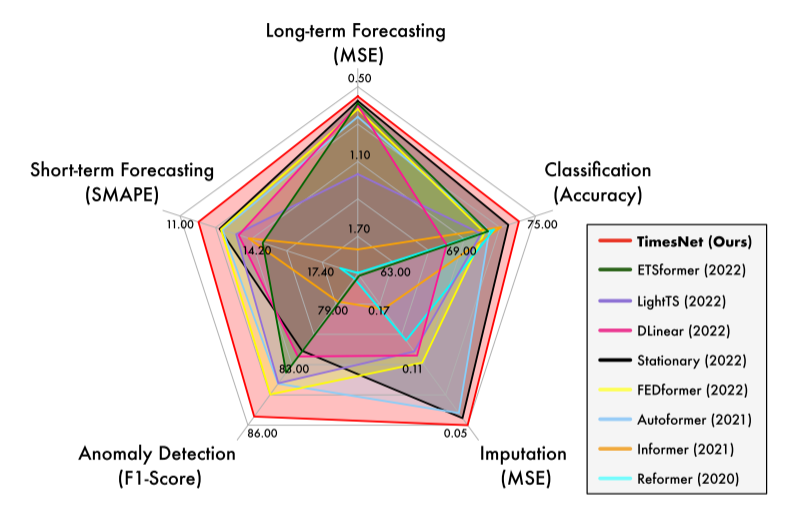 Long-term Forecasting
(MSE)
0.50
1.10
Short-term Forecasting
(SMAPE)
Classification
(Accuracy)
11.00
75.00
1.70
14.20
69.00
17.40
63.00
79.00
0.17
83.00
0.11
86.00
0.05
Anomaly Detection
(F1-Score)
Imputation
(MSE)
TimesNet (Ours)
ETSformer (2022)
LightTS (2022)
DLinear (2022)
Stationary (2022)
FEDformer (2022)
Autoformer (2021)
Informer (2021)
Reformer (2020)